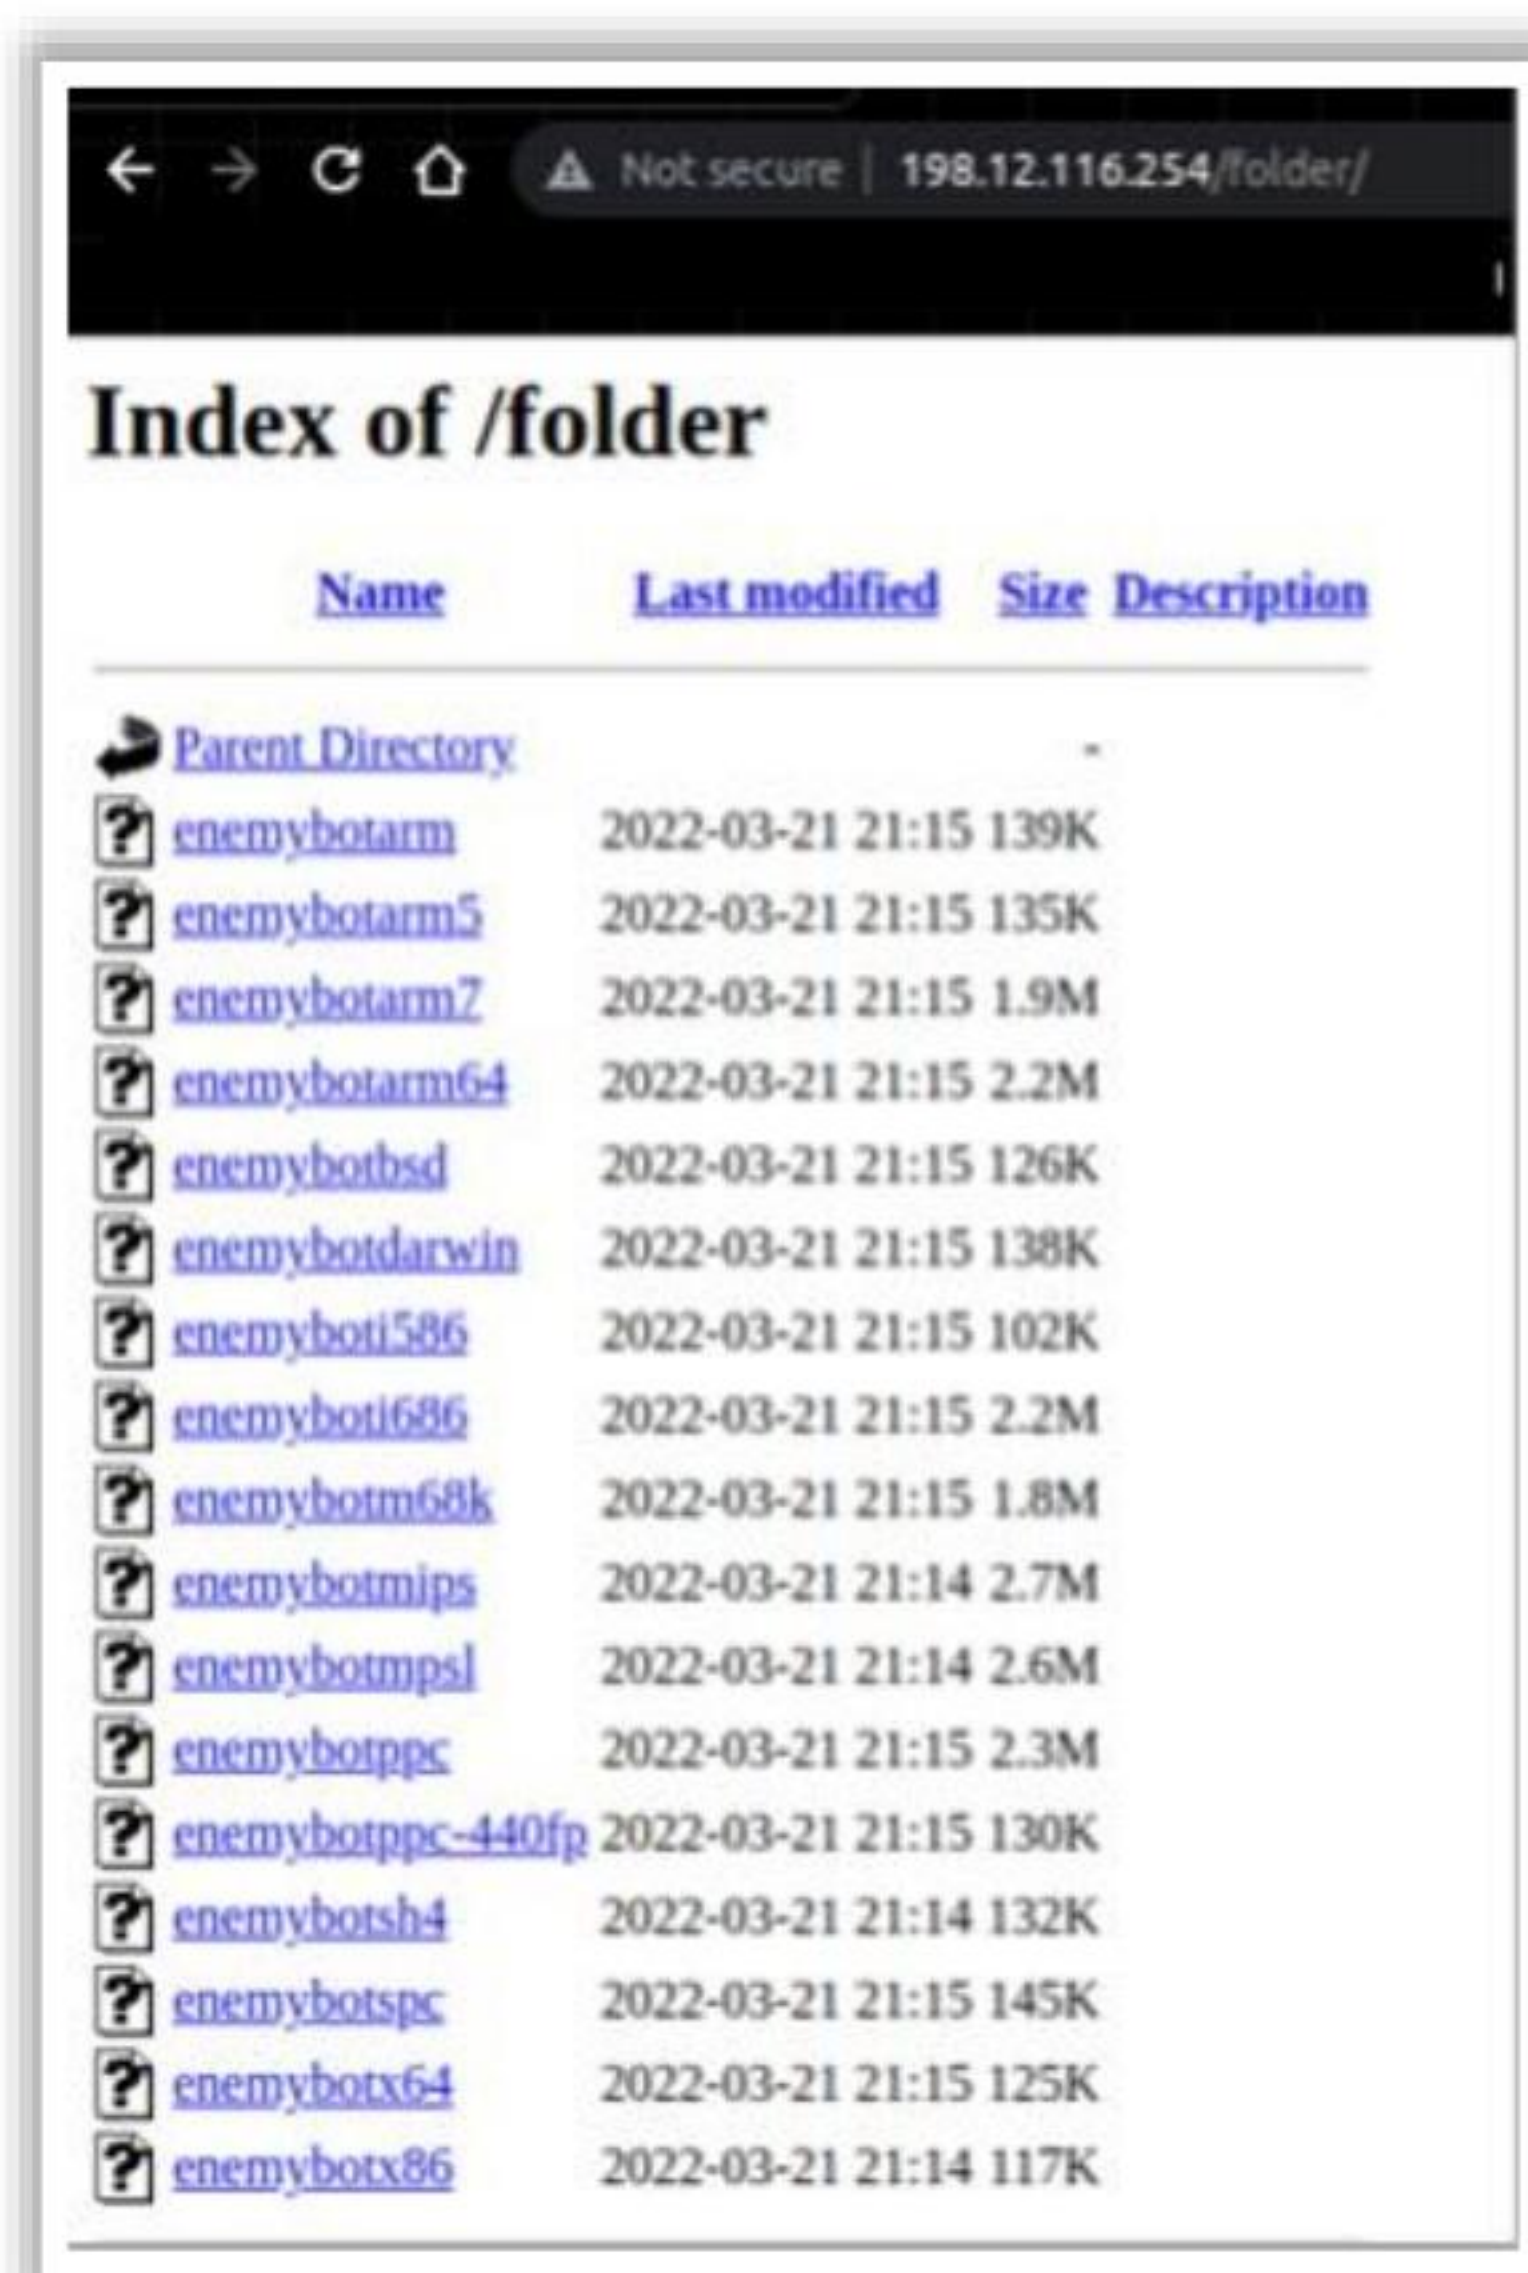 Not secure | 198.12.116.254/folder/
Index of /folder
Name Last modified Size Description
Parent Directory -
enemybotarm 2022-03-21 21:15 139K
enemybotarm5 2022-03-21 21:15 135K
enemybotarm7 2022-03-21 21:15 1.9M
enemybotarm64 2022-03-21 21:15 2.2M
enemybotbsd 2022-03-21 21:15 126K
enemybotdarwin 2022-03-21 21:15 138K
enemyboti586 2022-03-21 21:15 102K
enemyboti686 2022-03-21 21:15 2.2M
enemybotm68k 2022-03-21 21:15 1.8M
enemybotmips 2022-03-21 21:14 2.7M
enemybotmpsl 2022-03-21 21:14 2.6M
enemybotppc 2022-03-21 21:15 2.3M
enemybotppc-440fp 2022-03-21 21:15 130K
enemybotsh4 2022-03-21 21:14 132K
enemybotspc 2022-03-21 21:15 145K
enemybotx64 2022-03-21 21:15 125K
enemybotx86 2022-03-21 21:14 117K